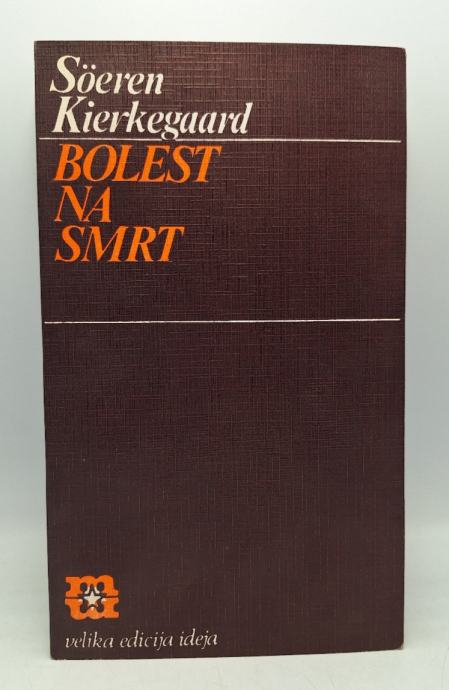 Söeren
Kierkegaard
BOLEST
NA
SMRT
velika edicija ideja